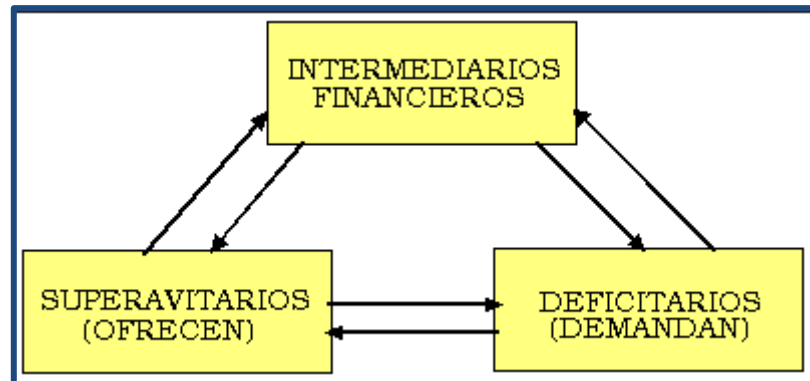 INTERMEDIARIOS
FINANCIEROS
SUPERAVITARIOS
(OFRECEN)
DEFICITARIOS
(DEMANDAN)